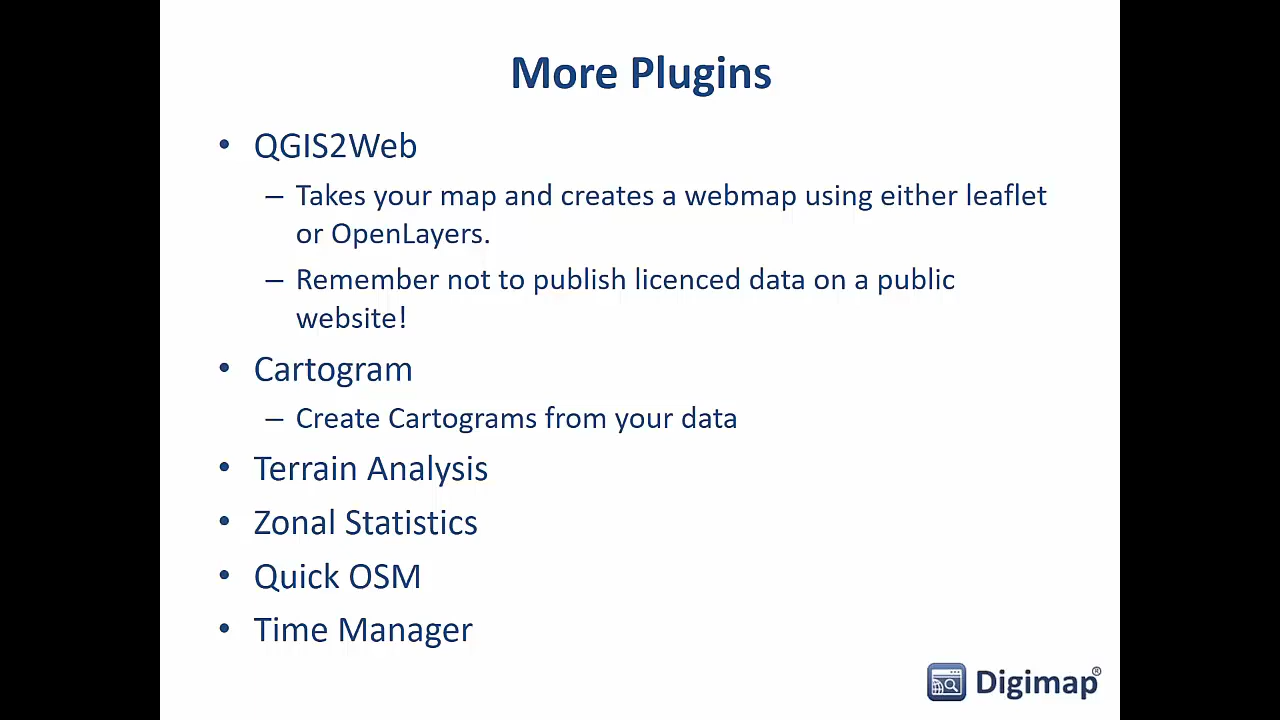 More Plugins
• QGIS2Web
– Takes your map and creates a webmap using either leaflet
or OpenLayers.
– Remember not to publish licenced data on a public
website!
• Cartogram
– Create Cartograms from your data
• Terrain Analysis
• Zonal Statistics
• Quick OSM
• Time Manager
Digimap®